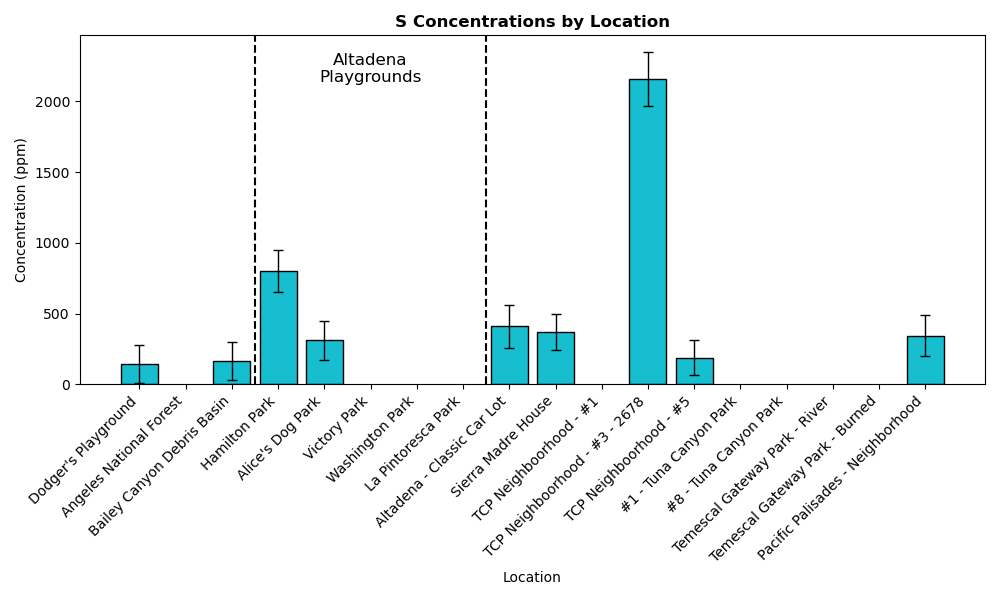 S Concentrations by Location
Altadena
Playgrounds
Concentration (ppm)
2000
1500
1000
500
0
Dodger's Playground
Angeles National Forest
Bailey Canyon Debris Basin
Hamilton Park
Alice's Dog Park
Victory Park
Washington Park
La Pintoresca Park
Altadena - Classic Car Lot
Sierra Madre House
TCP Neighboorhood - #1
TCP Neighboorhood - #3 - 2678
TCP Neighboorhood - #5
#1 - Tuna Canyon Park
#8 - Tuna Canyon Park
Temescal Gateway Park - River
Temescal Gateway Park - Burned
Pacific Palisades - Neighborhood
Location